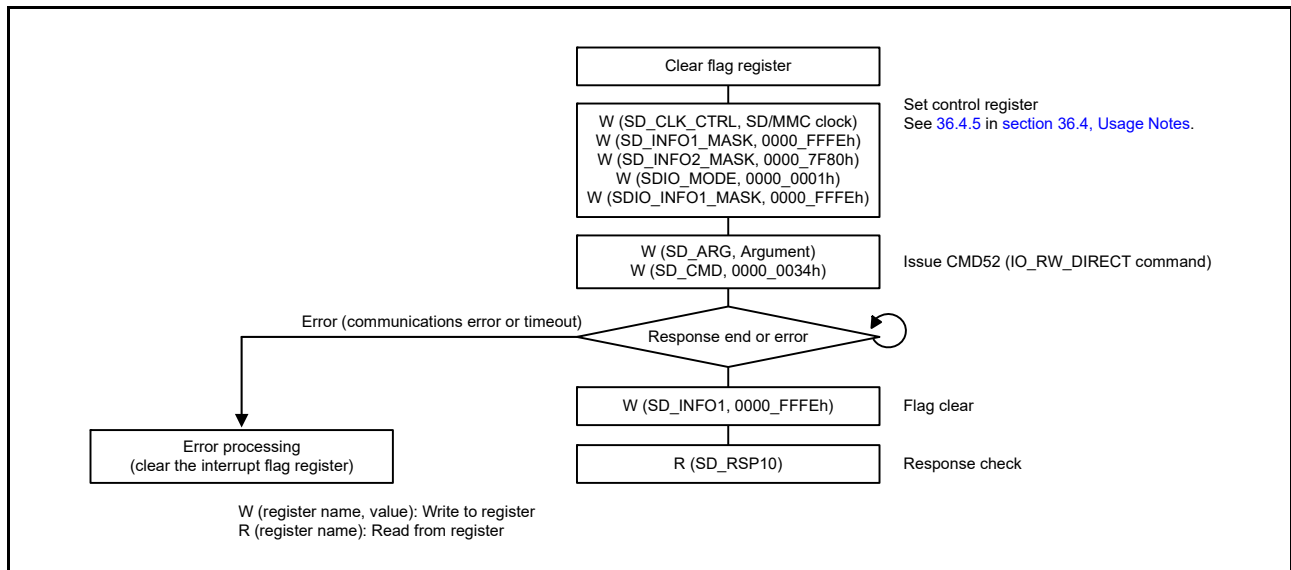 Clear flag register
Set control register
See 36.4.5 in section 36.4, Usage Notes.
W (SD_CLK_CTRL, SD/MMC clock)
W (SD_INFO1_MASK, 0000_FFFEh)
W (SD_INFO2_MASK, 0000_7F80h)
W (SDIO_MODE, 0000_0001h)
W (SDIO_INFO1_MASK, 0000_FFFEh)
W (SD_ARG, Argument)
W (SD_CMD, 0000_0034h)
Issue CMD52 (IO_RW_DIRECT command)
Error (communications error or timeout)
Response end or error
W (SD_INFO1, 0000_FFFEh)
Flag clear
Error processing
(clear the interrupt flag register)
R (SD_RSP10)
Response check
W (register name, value): Write to register
R (register name): Read from register